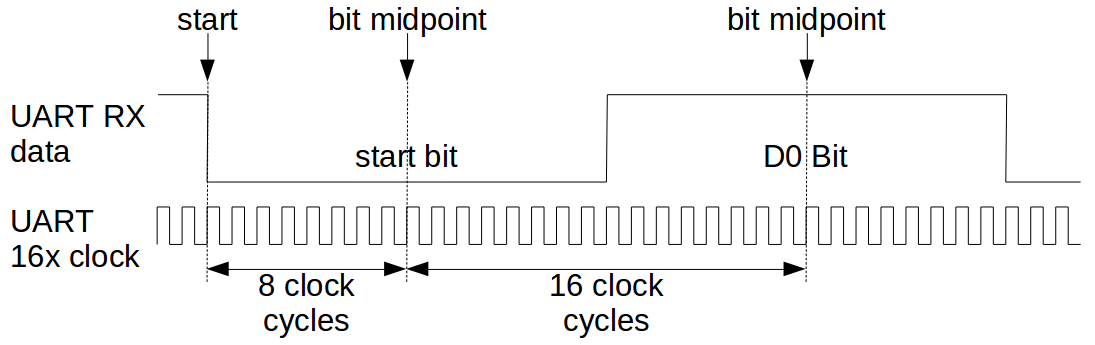 start
bit midpoint
bit midpoint
UART RX
data
start bit
D0 Bit
UART
16x clock
8 clock
cycles
16 clock
cycles